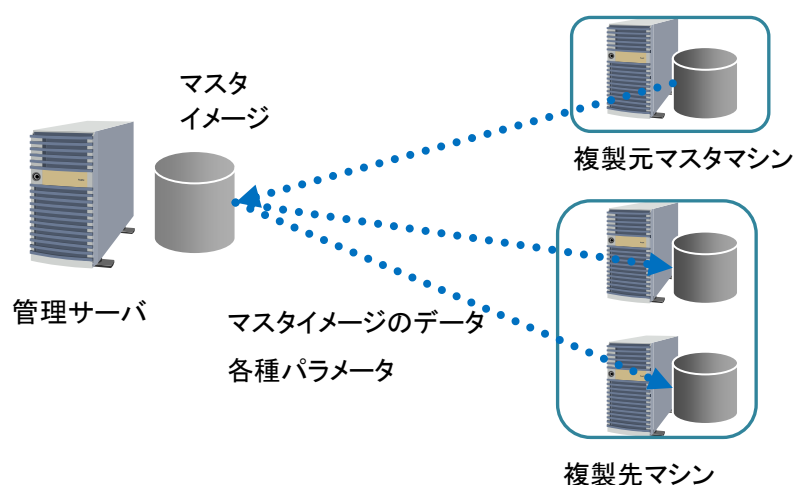 マスタ
イメージ
複製元マスタマシン
管理サーバ
マスタイメージのデータ
各種パラメータ
複製先マシン